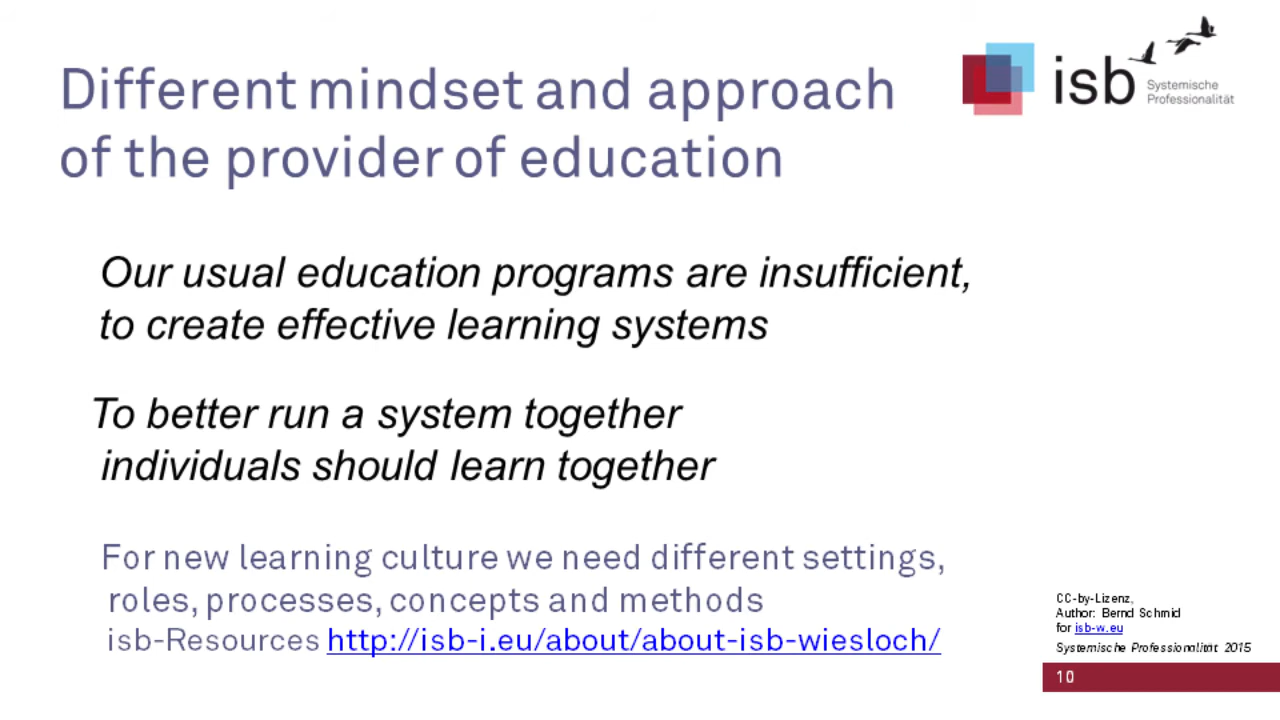 Different mindset and approach
of the provider of education
isb
Systemische
Professionalität
Our usual education programs are insufficient,
to create effective learning systems
To better run a system together
individuals should learn together
For new learning culture we need different settings,
roles, processes, concepts and methods
isb-Resources http://isb-i.eu/about/about-isb-wiesloch/
CC-by-Lizenz,
Author: Bernd Schmid
for isb-w.eu
Systemische Professionalität 2015
10